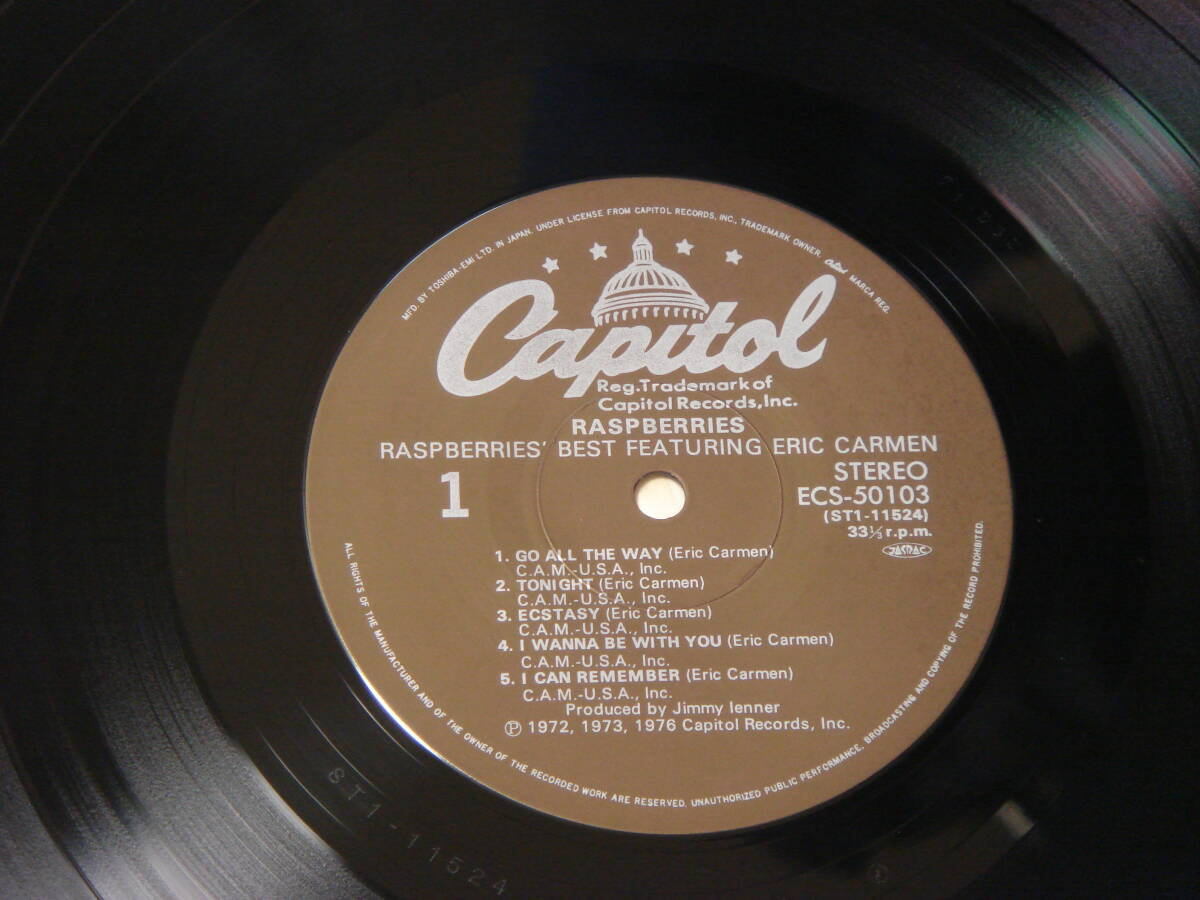 MFD. BY TOSHIBA-EMI LTD. IN JAPAN. UNDER LICENSE FROM CAPITOL RECORDS, INC., TRADEMARK OWNER. Capitol MARCA REG.
Capitol
Reg.Trademark of
Capitol Records,Inc.
RASPBERRIES
RASPBERRIES' BEST FEATURING ERIC CARMEN
1
STEREO
ECS-50103
(ST1-11524)
33⅓ r.p.m.
JASRAC
1. GO ALL THE WAY (Eric Carmen)
C.A.M.-U.S.A., Inc.
2. TONIGHT (Eric Carmen)
C.A.M.-U.S.A., Inc.
3. ECSTASY (Eric Carmen)
C.A.M.-U.S.A., Inc.
4. I WANNA BE WITH YOU (Eric Carmen)
C.A.M.-U.S.A., Inc.
5. I CAN REMEMBER (Eric Carmen)
C.A.M.-U.S.A., Inc.
Produced by Jimmy Ienner
Ⓟ 1972, 1973, 1976 Capitol Records, Inc.
ALL RIGHTS OF THE MANUFACTURER AND OF THE OWNER OF THE RECORDED WORK ARE RESERVED. UNAUTHORIZED PUBLIC PERFORMANCE, BROADCASTING AND COPYING OF THE RECORD PROHIBITED.
ST1-11524